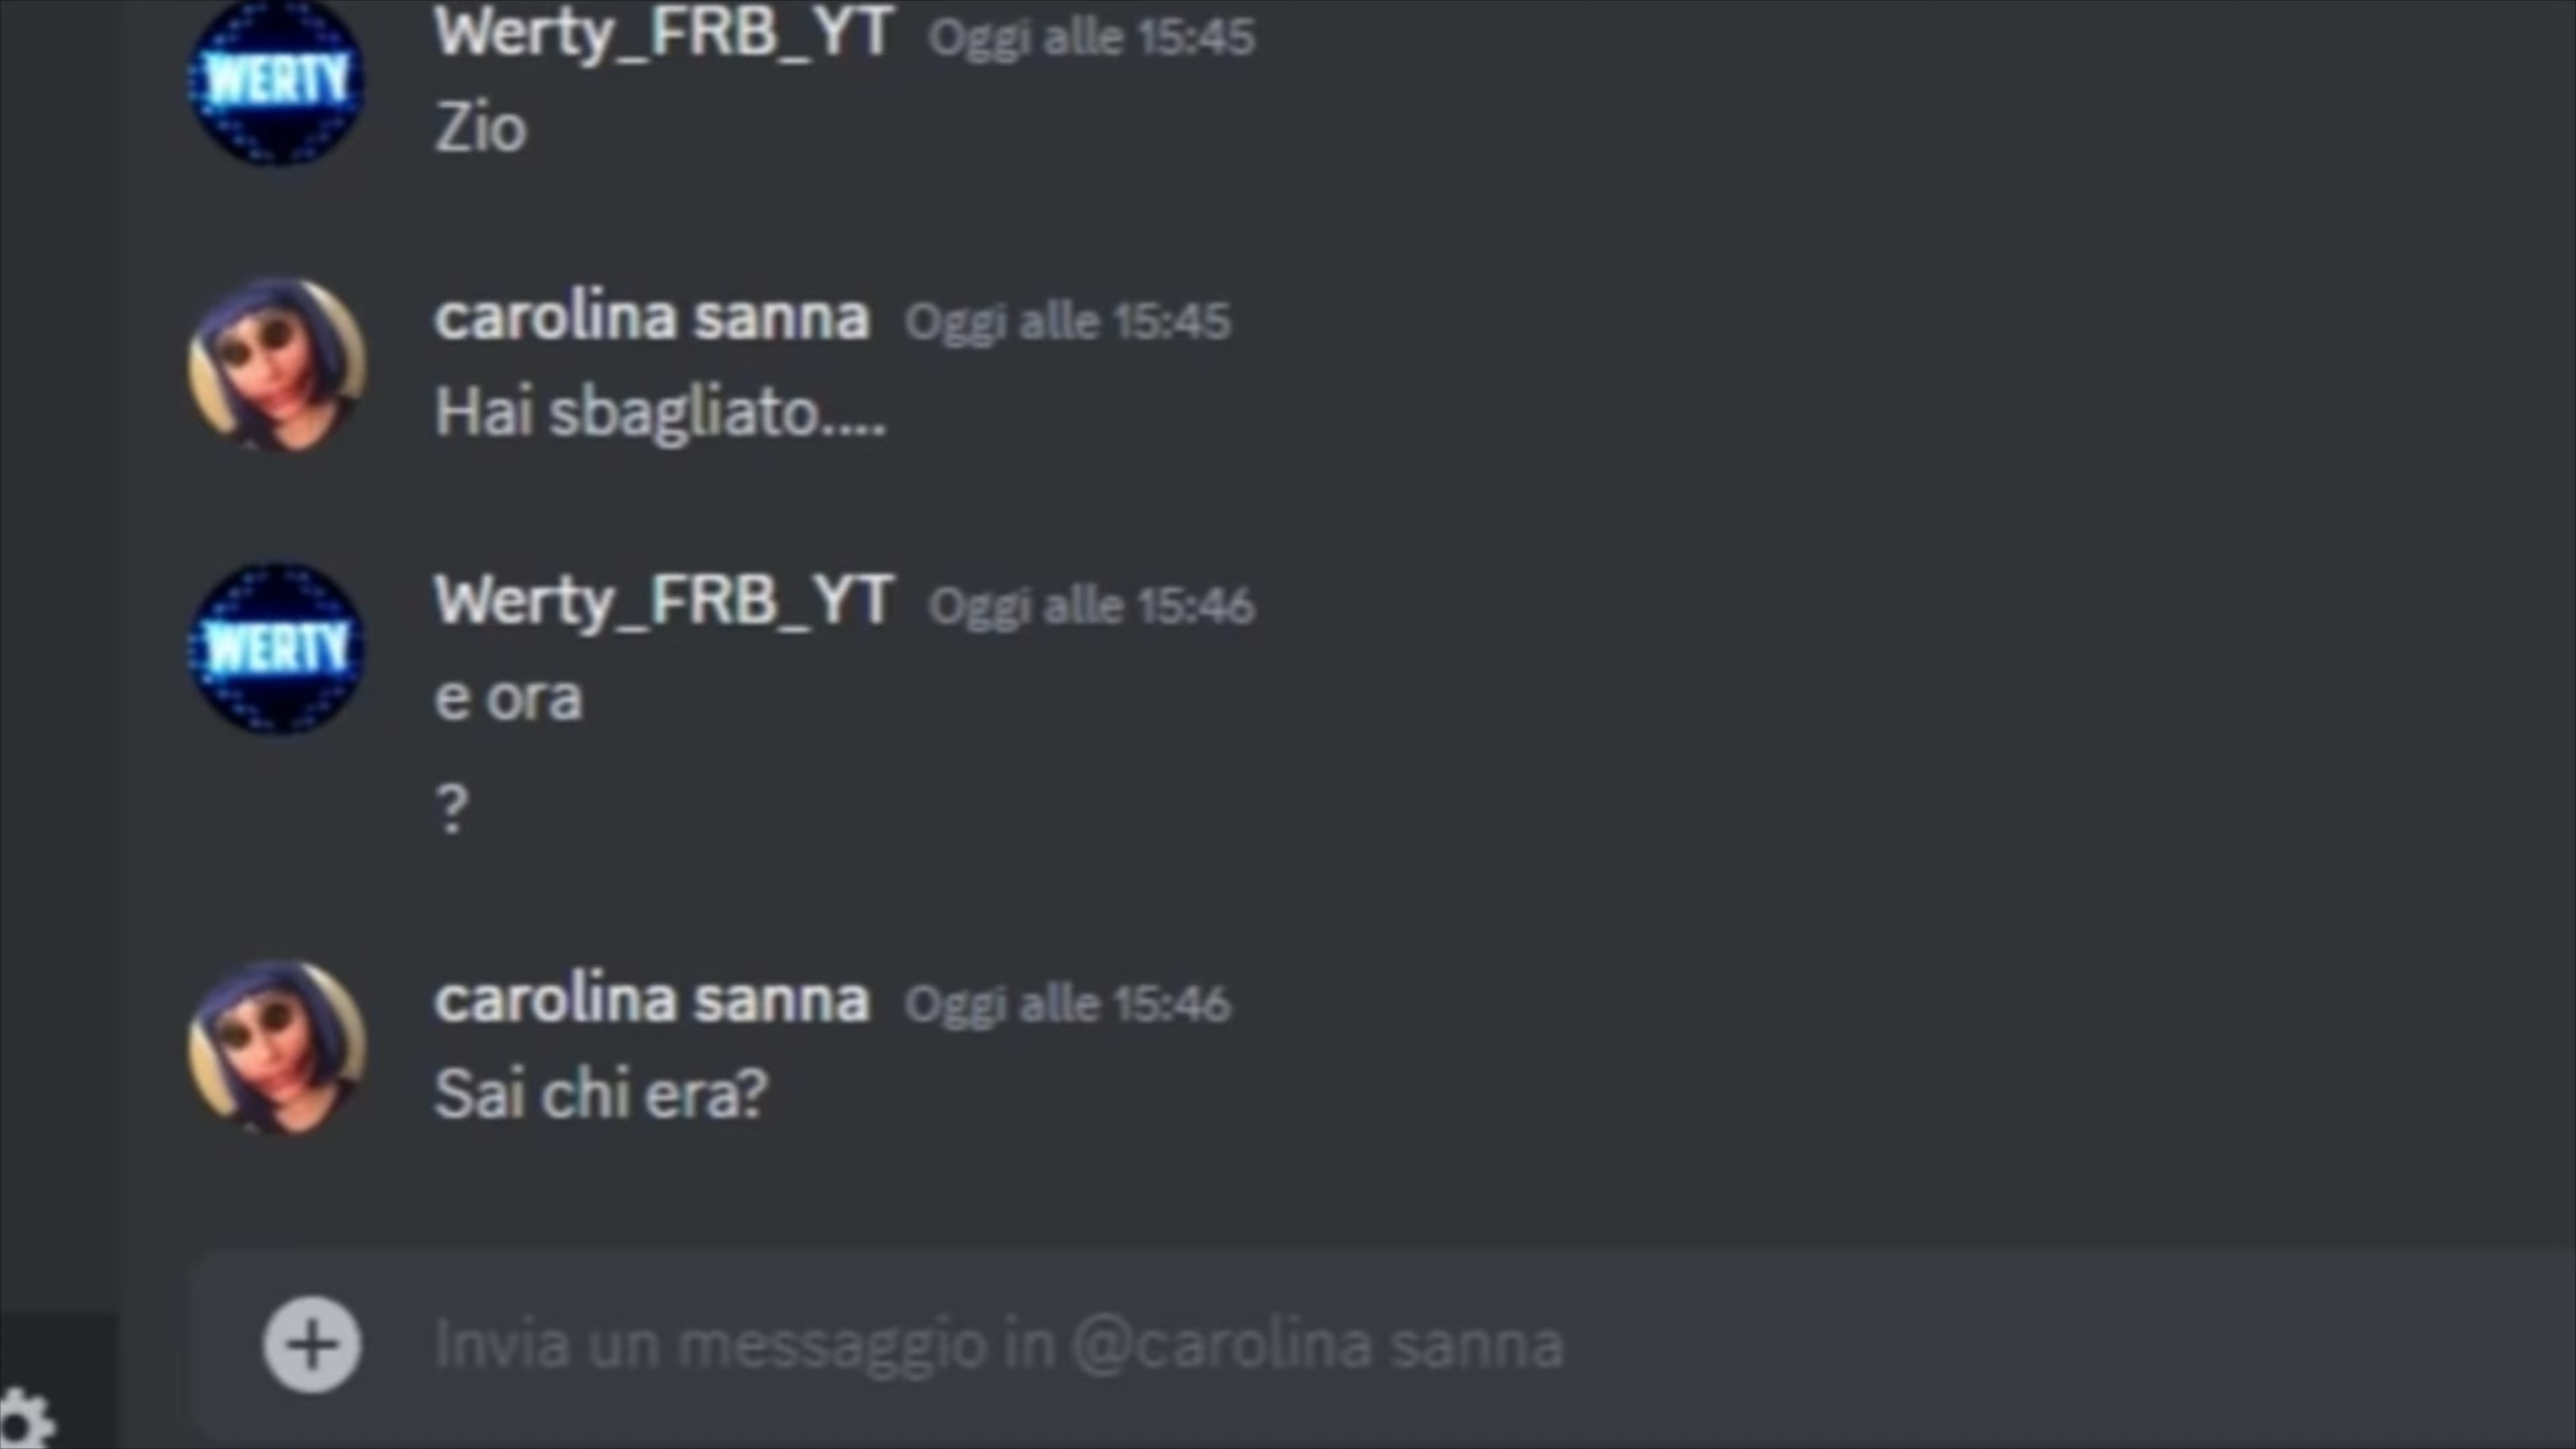 Werty_FRB_YT Oggi alle 15:45
WERTY
Zio
carolina sanna Oggi alle 15:45
Hai sbagliato....
Werty_FRB_YT Oggi alle 15:46
WERTY
e ora
?
carolina sanna Oggi alle 15:46
Sai chi era?
Invia un messaggio in @carolina sanna